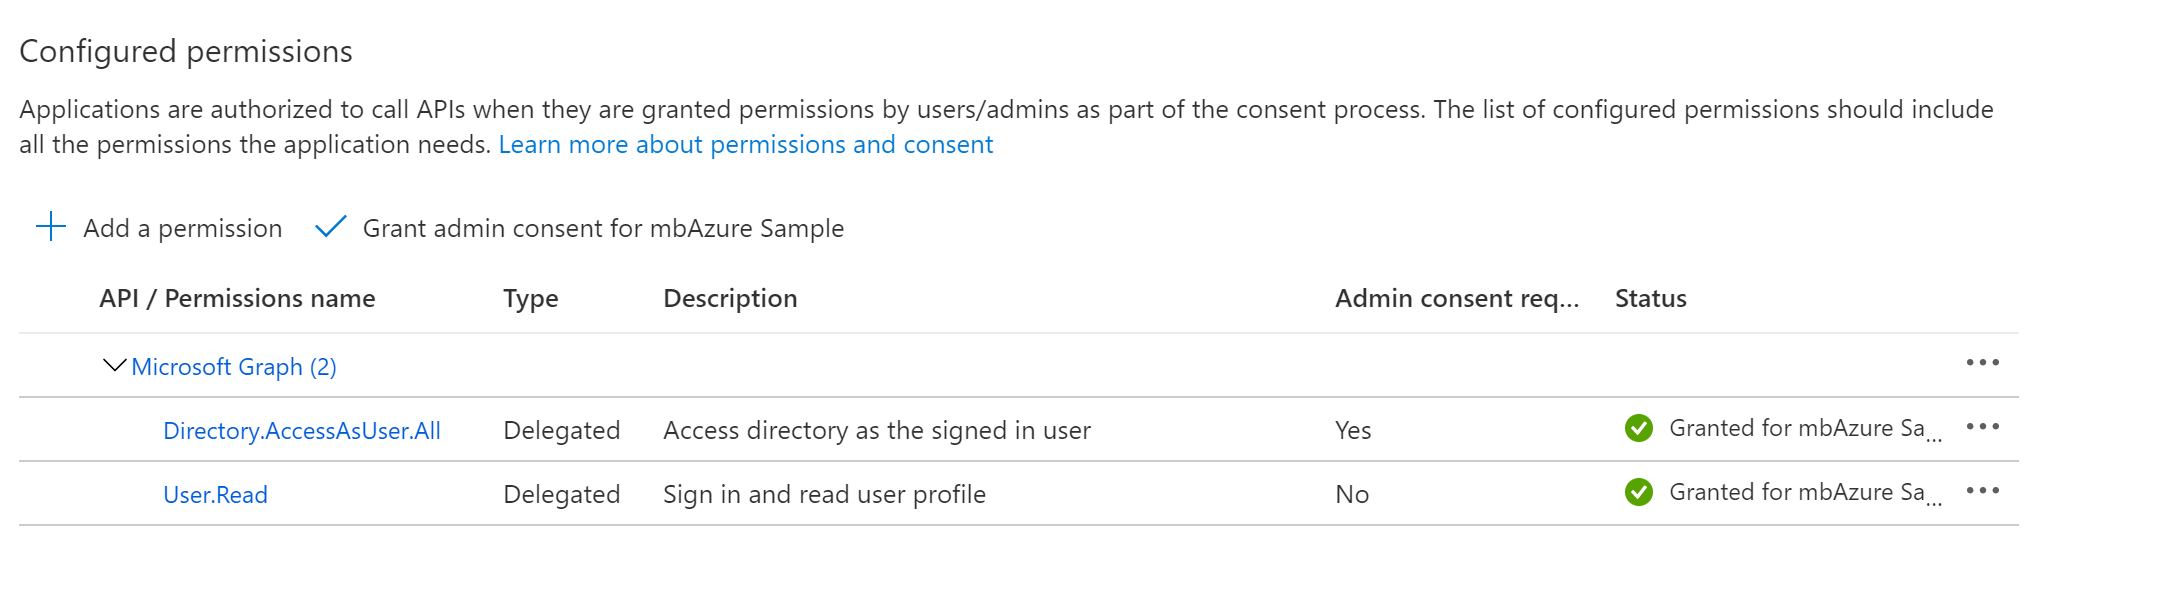 Configured permissions
Applications are authorized to call APIs when they are granted permissions by users/admins as part of the consent process. The list of configured permissions should include
all the permissions the application needs. Learn more about permissions and consent
Add a permission Grant admin consent for mbAzure Sample
API / Permissions name Type Description Admin consent req... Status
Microsoft Graph (2)
Directory.AccessAsUser.All Delegated Access directory as the signed in user Yes Granted for mbAzure Sa...
User.Read Delegated Sign in and read user profile No Granted for mbAzure Sa...